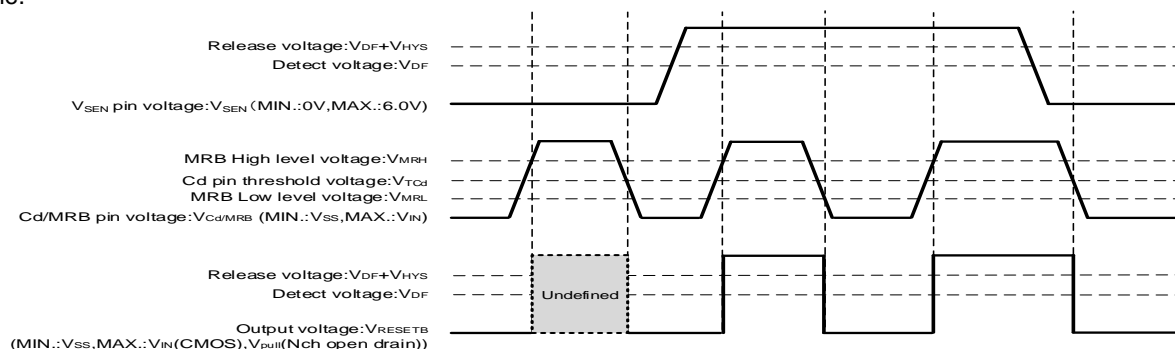 Release voltage:VDF+VHYS
Detect voltage:VDF
VSEN pin voltage:VSEN (MIN.:0V,MAX.:6.0V)
MRB High level voltage:VMRH
Cd pin threshold voltage:VTCd
MRB Low level voltage:VMRL
Cd/MRB pin voltage:VCd/MRB (MIN.:VSS,MAX.:VIN)
Release voltage:VDF+VHYS
Detect voltage:VDF
Undefined
Output voltage:VRESETB
(MIN.:VSS,MAX.:VIN(CMOS),Vpull(Nch open drain))